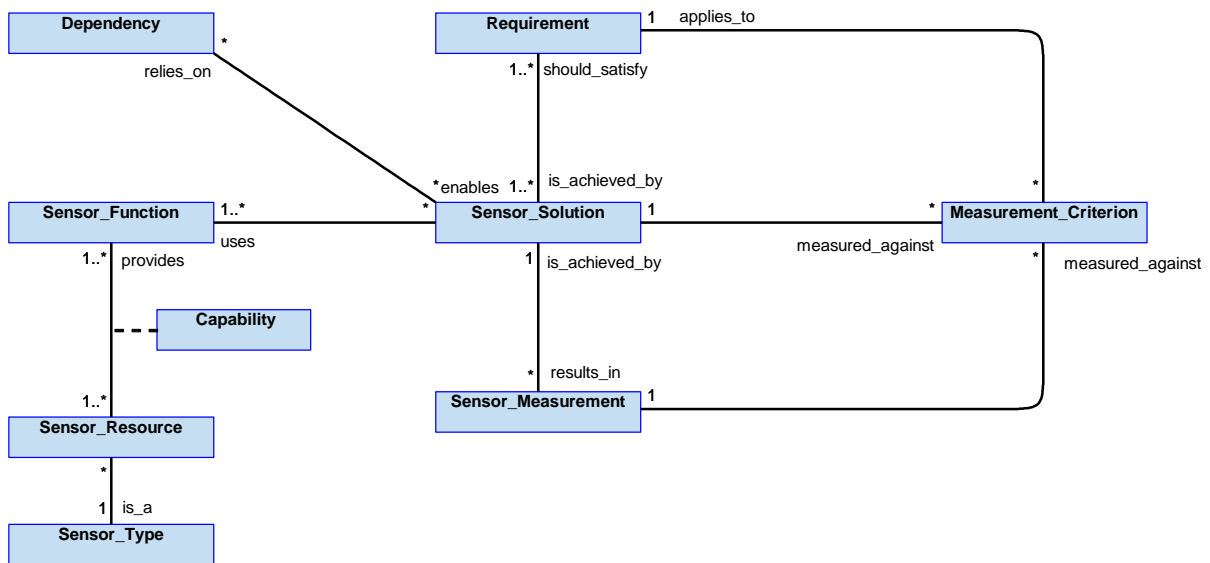 Dependency
Requirement
1
applies_to
*
relies_on
1..*
should_satisfy
*
enables
1..*
is_achieved_by
*
Sensor_Function
1..*
uses
*
Sensor_Solution
1
*
measured_against
Measurement_Criterion
1..*
provides
1
is_achieved_by
*
measured_against
Capability
*
results_in
1..*
Sensor_Measurement
1
Sensor_Resource
*
1
is_a
Sensor_Type